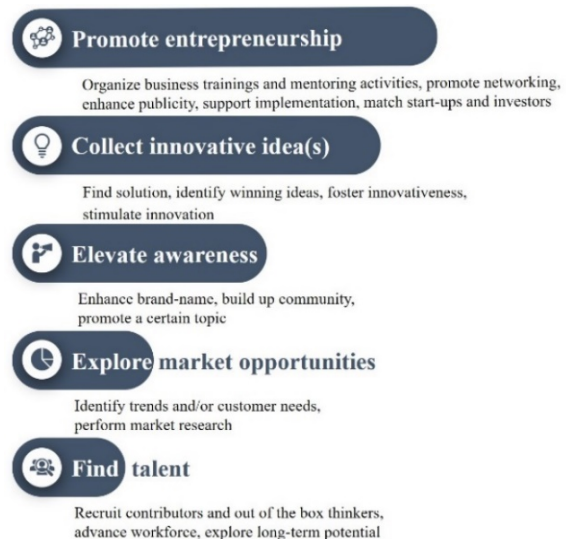 Promote entrepreneurship
Organize business trainings and mentoring activities, promote networking,
enhance publicity, support implementation, match start-ups and investors
Collect innovative idea(s)
Find solution, identify winning ideas, foster innovativeness,
stimulate innovation
Elevate awareness
Enhance brand-name, build up community,
promote a certain topic
Explore market opportunities
Identify trends and/or customer needs,
perform market research
Find talent
Recruit contributors and out of the box thinkers,
advance workforce, explore long-term potential